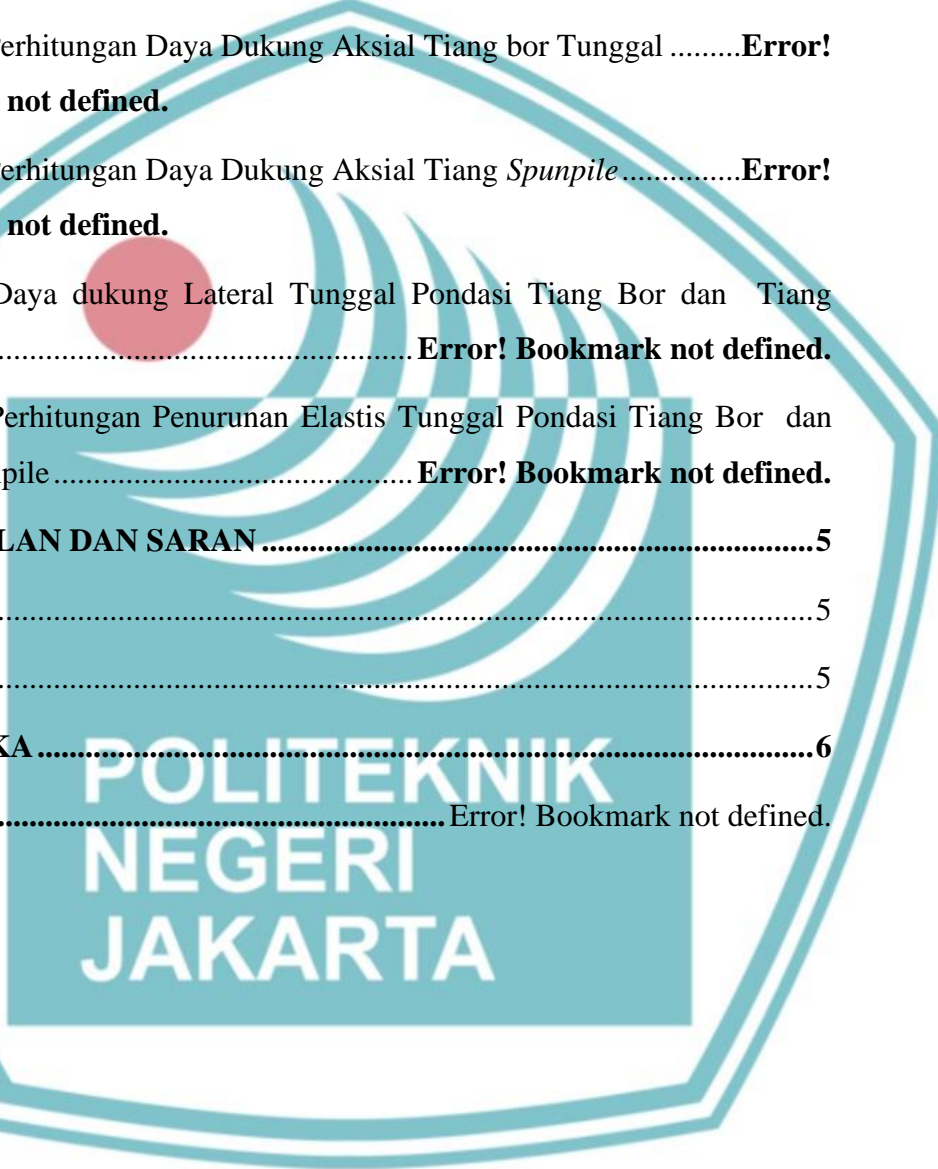 erhitungan Daya Dukung Aksial Tiang bor Tunggal .........Error!
not defined.
erhitungan Daya Dukung Aksial Tiang Spunpile...............Error!
not defined.
Daya dukung Lateral Tunggal Pondasi Tiang Bor dan Tiang
.....................................................Error! Bookmark not defined.
Perhitungan Penurunan Elastis Tunggal Pondasi Tiang Bor dan
pile.............................................Error! Bookmark not defined.
LAN DAN SARAN.....................................................................5
......................................................................................................5
......................................................................................................5
KA.................................................................................................6
........................................................Error! Bookmark not defined.
POLITEKNIK
NEGERI
JAKARTA